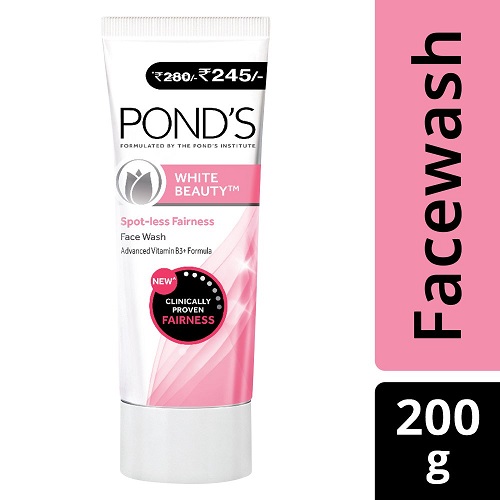 *₹280/- ₹245/-
POND'S
FORMULATED BY THE POND'S INSTITUTE
WHITE
BEAUTY™
Spot-less Fairness
Face Wash
Advanced Vitamin B3+ Formula
NEW^
CLINICALLY
PROVEN
FAIRNESS
Facewash
200
g